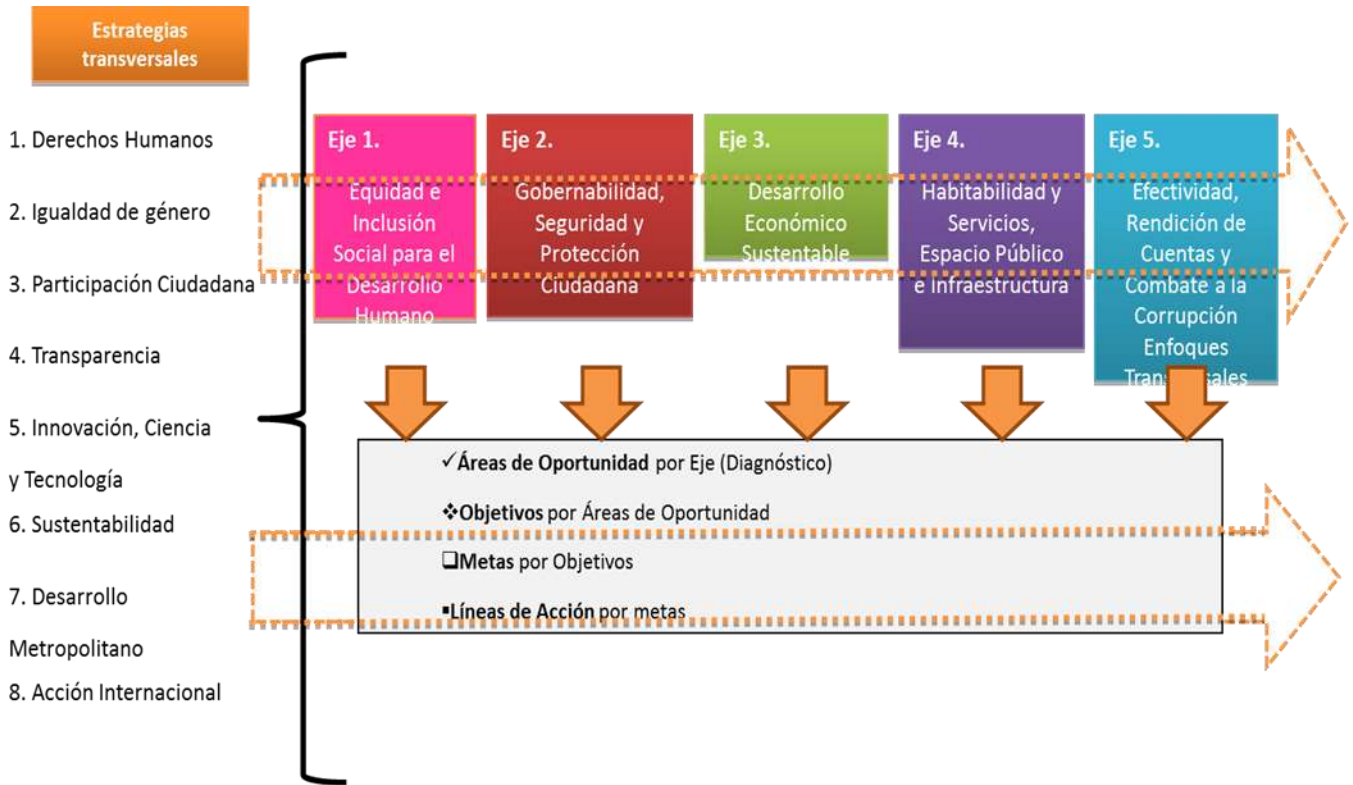 Estrategias
transversales
1. Derechos Humanos
2. Igualdad de género
3. Participación Ciudadana
4. Transparencia
5. Innovación, Ciencia
y Tecnología
6. Sustentabilidad
7. Desarrollo
Metropolitano
8. Acción Internacional
Eje 1.
Equidad e
Inclusión
Social para el
Desarrollo
Humano
Eje 2.
Gobernabilidad,
Seguridad y
Protección
Ciudadana
Eje 3.
Desarrollo
Económico
Sustentable
Eje 4.
Habitabilidad y
Servicios,
Espacio Público
e Infraestructura
Eje 5.
Efectividad,
Rendición de
Cuentas y
Combate a la
Corrupción
Enfoques
Transversales
✓Áreas de Oportunidad por Eje (Diagnóstico)
❖Objetivos por Áreas de Oportunidad
❑Metas por Objetivos
▪Líneas de Acción por metas